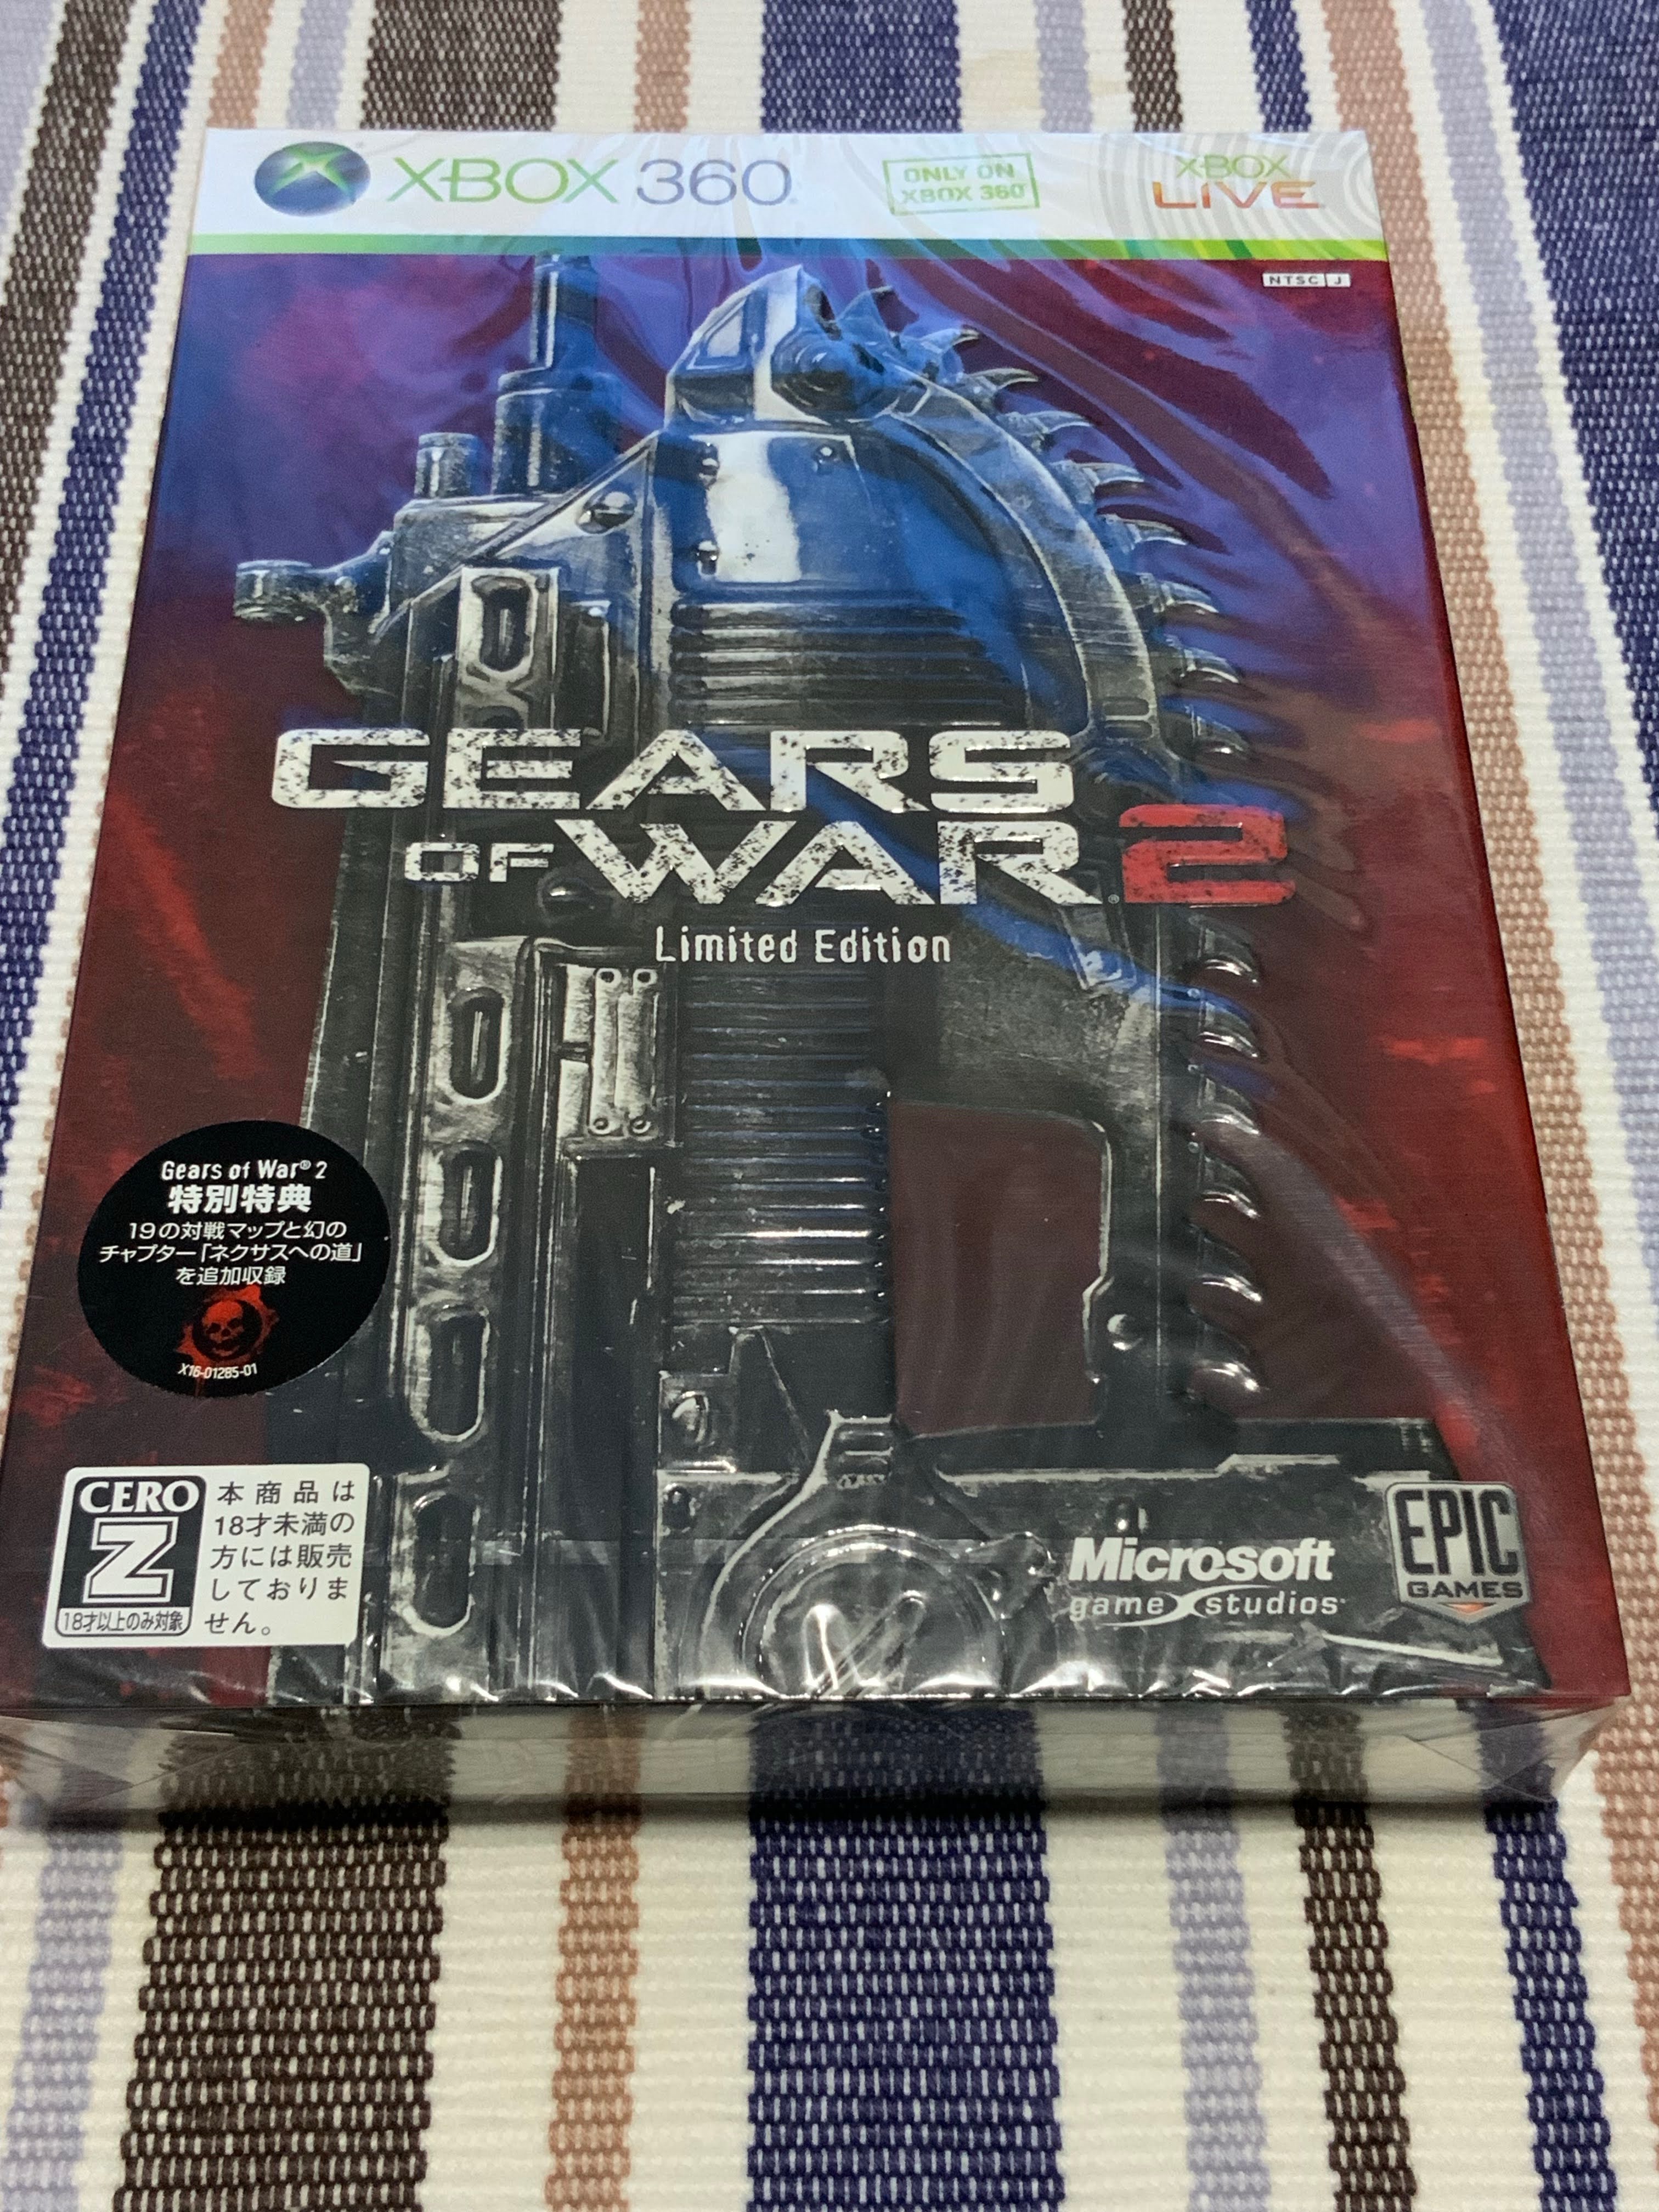 XBOX 360
ONLY ON
XBOX 360
XBOX
LIVE
NTSC J
GEARS
OF WAR 2
Limited Edition
Gears of War® 2
特別特典
19の対戦マップと幻の
チャプター「ネクサスへの道」
を追加収録
X16-01285-01
CERO
Z
18才以上のみ対象
本商品は
18才未満の
方には販売
しておりま
せん。
Microsoft
game studios
EPIC
GAMES